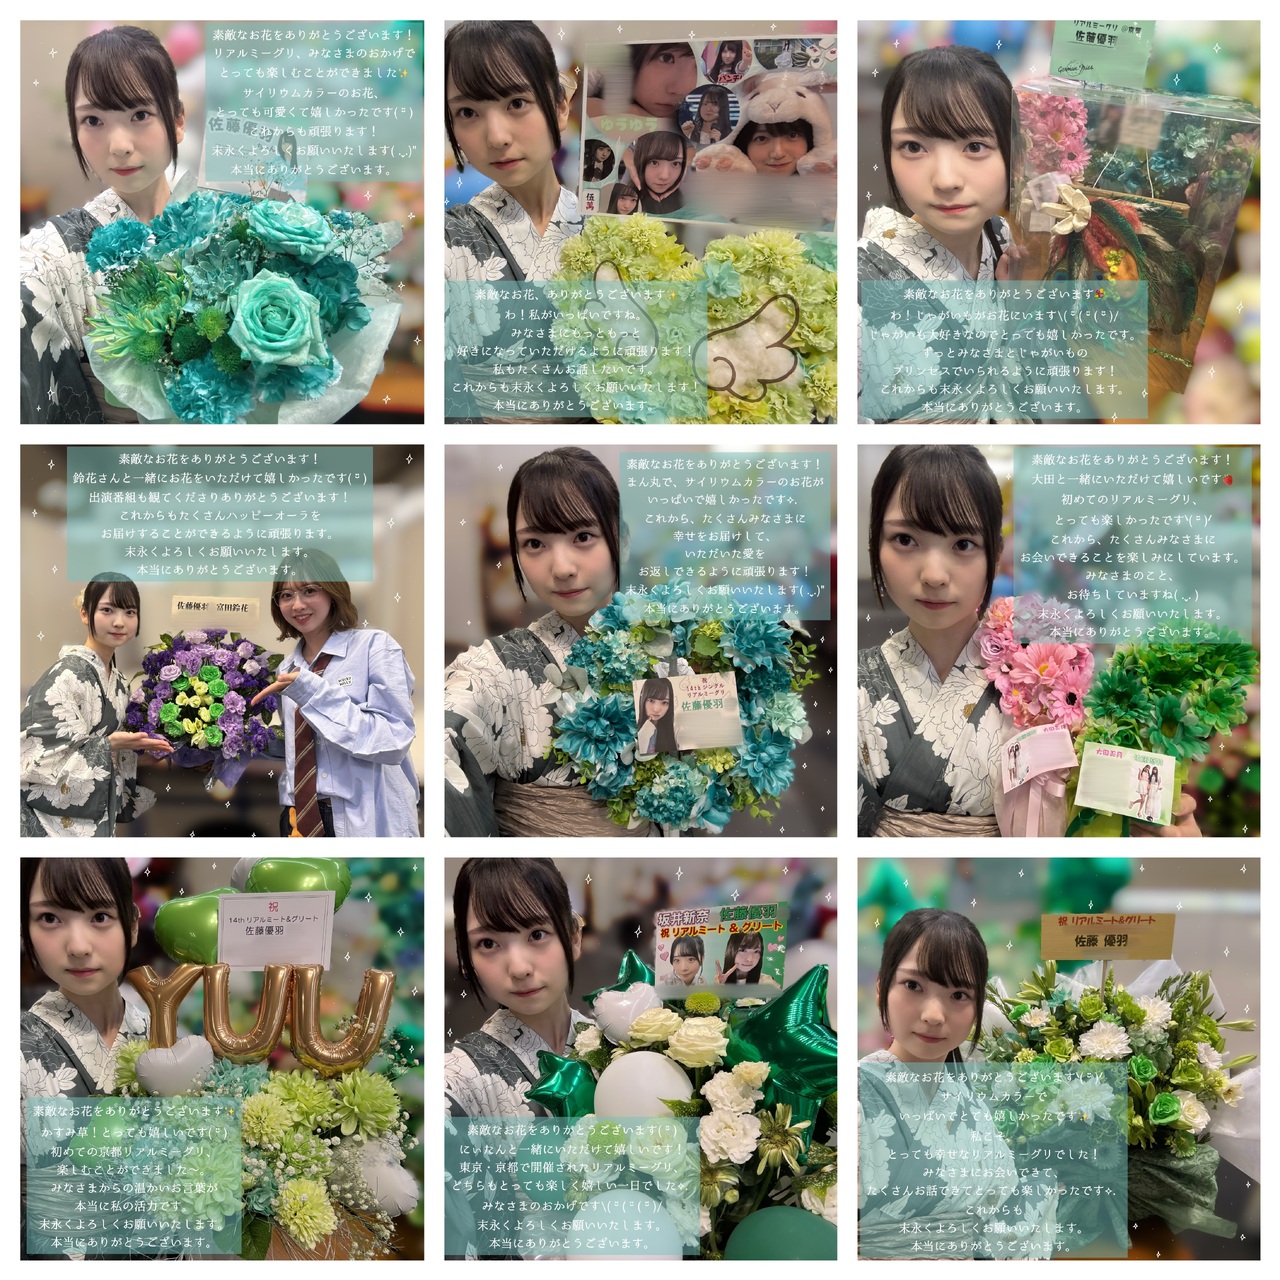 素敵なお花をありがとうございます！
リアルミーグリ、みなさまのおかげで
とっても楽しむことができました✨
サイリウムカラーのお花、
とっても可愛くて嬉しかったです( ¨̮ )
これからも頑張ります！
末永くよろしくお願いいたします( ._.)"
本当にありがとうございます。
佐藤優羽
素敵なお花、ありがとうございます✨
わ！私がいっぱいですね。
みなさまにもっともっと
好きになっていただけるように頑張ります！
私もたくさんお話したいです。
これからも末永くよろしくお願いいたします！
本当にありがとうございます。
ゆうゆう
伍萬
リアルミーグリ@京都
佐藤優羽
素敵なお花をありがとうございます💐
わ！じゃがいもがお花にいます\( ¨̮( ¨̮( ¨̮ )/
じゃがいも大好きなのでとっても嬉しかったです。
ずっとみなさまとじゃがいもの
プリンセスでいられるように頑張ります！
これからも末永くよろしくお願いいたします。
本当にありがとうございます。
素敵なお花をありがとうございます！
鈴花さんと一緒にお花をいただけて嬉しかったです( ¨̮ )
出演番組も観てくださりありがとうございます！
これからもたくさんハッピーオーラを
お届けすることができるように頑張ります。
末永くよろしくお願いいたします。
本当にありがとうございます。
佐藤優羽　富田鈴花
素敵なお花をありがとうございます！
まん丸で、サイリウムカラーのお花が
いっぱいで嬉しかったです✧.
これから、たくさんみなさまに
幸せをお届けして、
いただいた愛を
お返しできるように頑張ります！
末永くよろしくお願いいたします( ._.)"
本当にありがとうございます。
祝
14thシングル
リアルミーグリ
佐藤優羽
素敵なお花をありがとうございます！
大田と一緒にいただけて嬉しいです🍎
初めてのリアルミーグリ、
とっても楽しかったです\( ¨̮ )/
これから、たくさんみなさまに
お会いできることを楽しみにしています。
みなさまのこと、
お待ちしていますね( ._. )
末永くよろしくお願いいたします。
本当にありがとうございます。
大田美月
祝
14th リアルミート&グリート
佐藤優羽
YUU
素敵なお花をありがとうございます✨
かすみ草！とっても嬉しいです( ¨̮ )
初めての京都リアルミーグリ、
楽しむことができました〜。
みなさまからの温かいお言葉が
本当に私の活力です。
末永くよろしくお願いいたします。
本当にありがとうございます。
坂井新奈　佐藤優羽
祝 リアルミート & グリート
素敵なお花をありがとうございます( ¨̮ )
にぃたんと一緒にいただけて嬉しいです！
東京・京都で開催されたリアルミーグリ、
どちらもとっても楽しく嬉しい一日でした✧.
みなさまのおかげです\( ¨̮( ¨̮( ¨̮ )/
末永くよろしくお願いいたします。
本当にありがとうございます。
祝 リアルミート&グリート
佐藤 優羽
素敵なお花をありがとうございます\( ¨̮ )/
サイリウムカラーで
いっぱいでとても嬉しかったです✨
私こそ、
とっても幸せなリアルミーグリでした！
みなさまにお会いできて、
たくさんお話できてとっても楽しかったです✧.
これからも
末永くよろしくお願いいたします。
本当にありがとうございます。